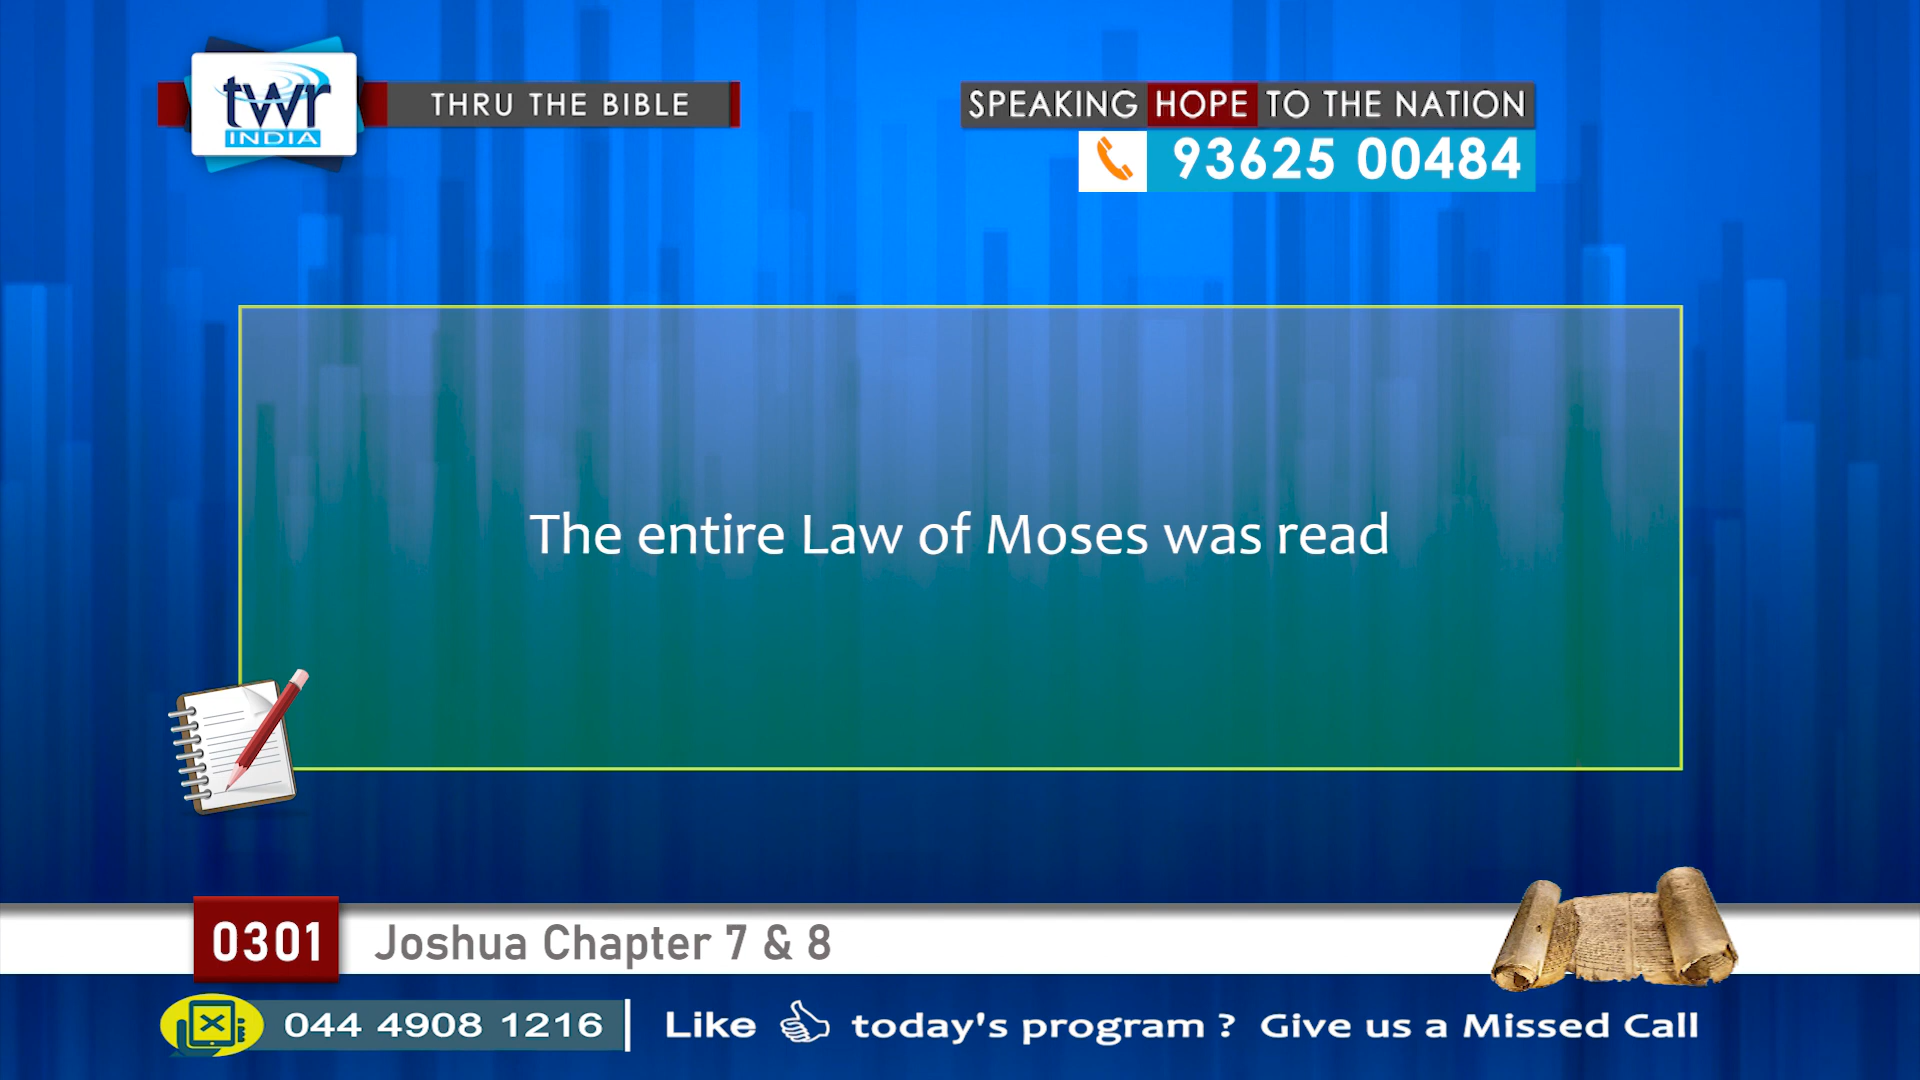 twr
INDIA
THRU THE BIBLE
SPEAKING HOPE TO THE NATION
93625 00484
The entire Law of Moses was read
0301
Joshua Chapter 7 & 8
044 4908 1216
Like today's program ? Give us a Missed Call